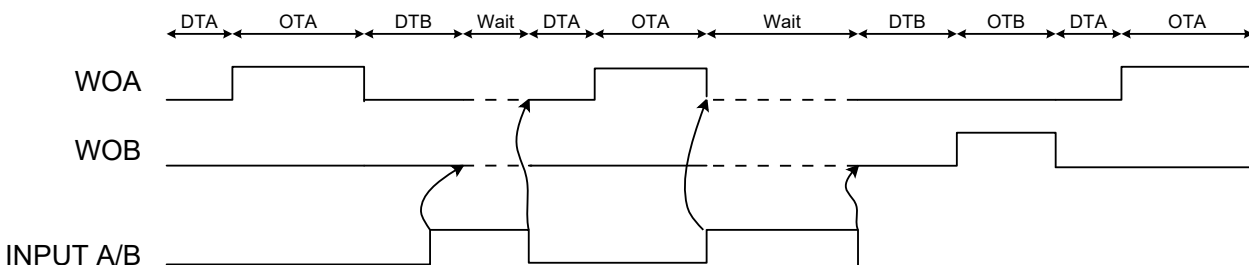 DTA OTA DTB Wait DTA OTA Wait DTB OTB DTA OTA
WOA
WOB
INPUT A/B